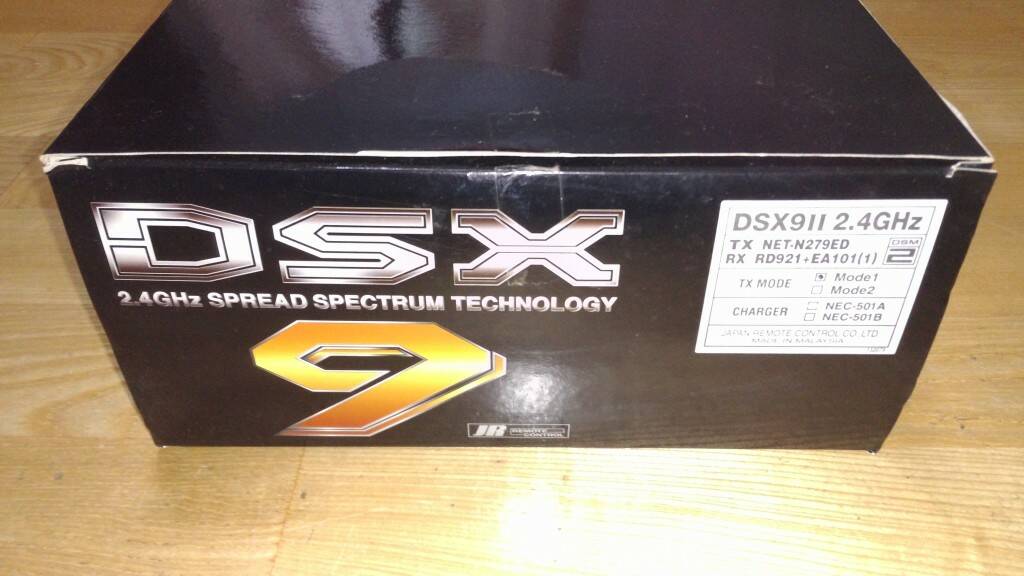 DSX
2.4GHz SPREAD SPECTRUM TECHNOLOGY
9
JR REMOTE CONTROL
DSX9II 2.4GHz
TX NET-N279ED
RX RD921+EA101(1)
DSM 2
TX MODE Mode1
Mode2
CHARGER NEC-501A
NEC-501B
JAPAN REMOTE CONTROL CO.,LTD
MADE IN MALAYSIA